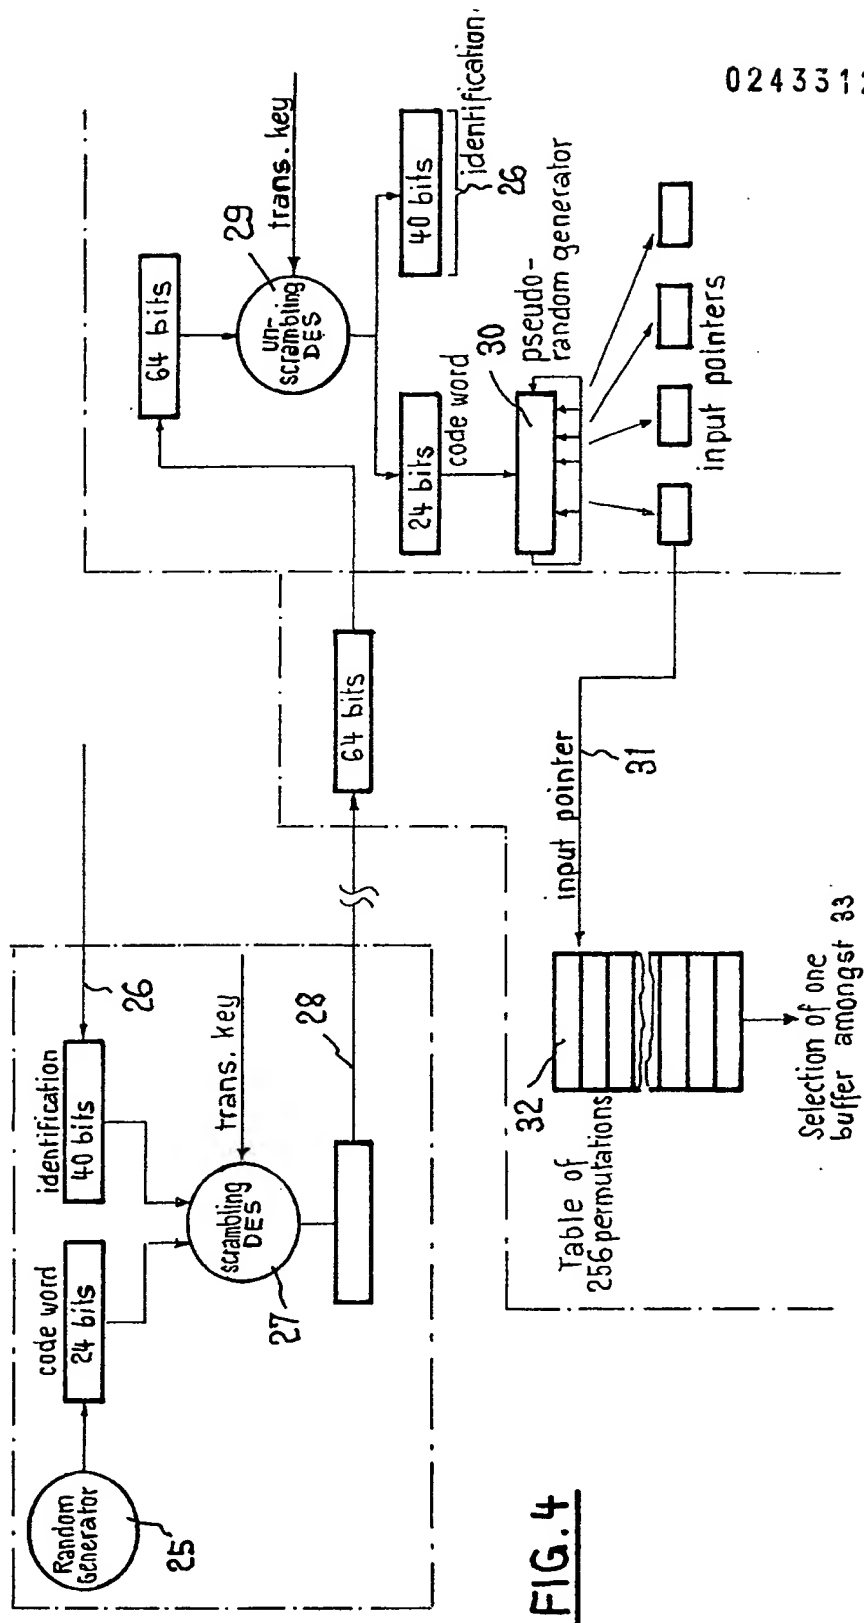 024331
Random
Generator
25
code word
24 bits
identification
40 bits
26
scrambling
DES
27
trans. key
28
64 bits
64 bits
un-
scrambling
DES
29
trans. key
24 bits
code word
40 bits
identification
26
30
pseudo-
random generator
input pointers
input pointer
31
32
Table of
256 permutations
Selection of one
buffer amongst 33
FIG. 4